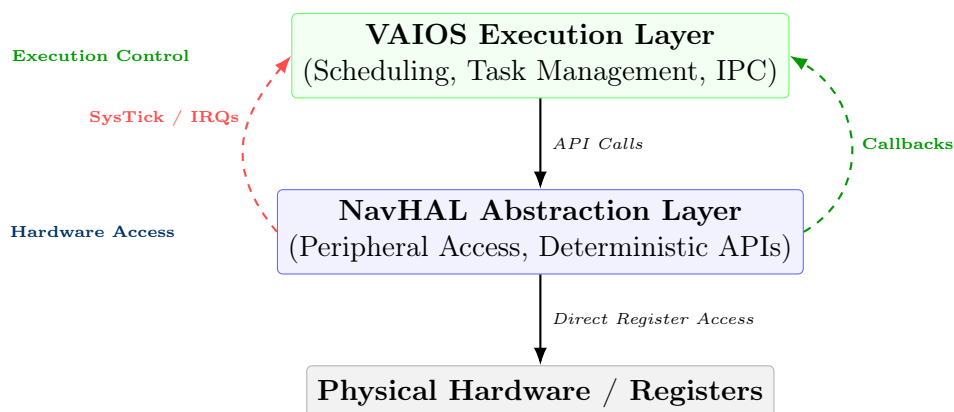 VAIOS Execution Layer
(Scheduling, Task Management, IPC)
Execution Control
SysTick / IRQs
API Calls
Callbacks
NavHAL Abstraction Layer
(Peripheral Access, Deterministic APIs)
Hardware Access
Direct Register Access
Physical Hardware / Registers